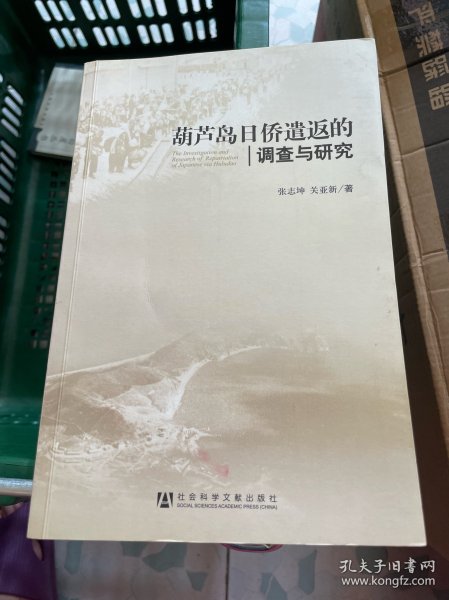 葫芦岛日侨遣返的
The Investigation and
Research of Repatriation
of Japanese via Huludao
调查与研究
张志坤 关亚新/著
社会科学文献出版社
SOCIAL SCIENCES ACADEMIC PRESS (CHINA)
孔夫子旧书网
www.kongfz.com